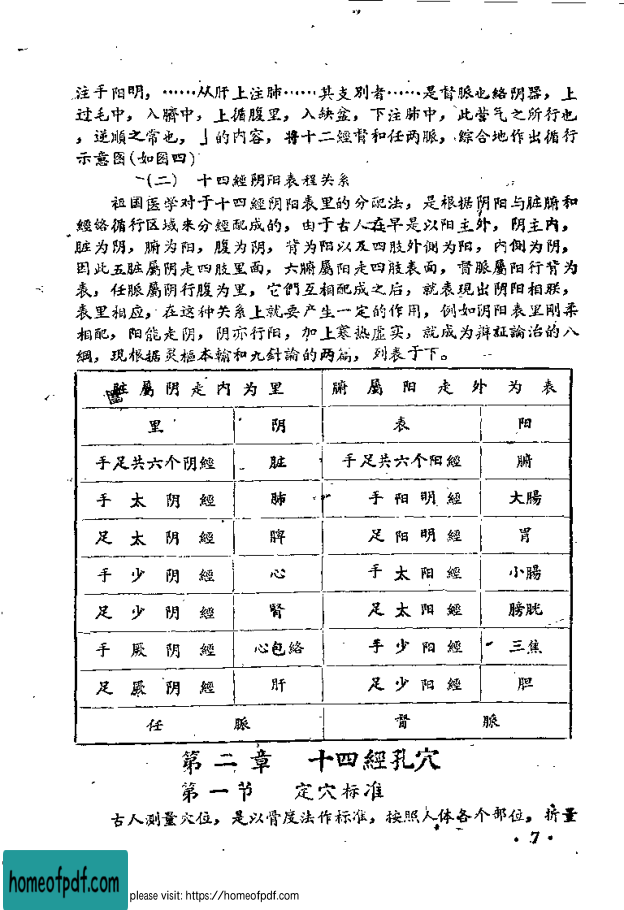 注手阳明，……从肝上注肺……其支别者……是督脈也絡阴器，上
过毛中，入臍中，上循腹里，入缺盆，下注肺中，此营气之所行也
，逆順之常也，」的内容，将十二經督和任两脈，綜合地作出循行
示意图(如图四)
(二) 十四經阴阳表程关系
祖国医学对于十四經阴阳表里的分配法，是根据阴阳与脏腑和
經絡循行区域来分經配成的，由于古人在早是以阳主外，阴主内，
脏为阴，腑为阳，腹为阴，背为阳以及四肢外侧为阳，内侧为阴，
因此五脏屬阴走四肢里面，六腑屬阳走四肢表面，督脈屬阳行背为
表，任脈屬阴行腹为里，它們互相配成之后，就表現出阴阳相联，
表里相应，在这种关系上就要产生一定的作用，例如阴阳表里刚柔
相配，阳能走阴，阴亦行阳，加上寒热虛实，就成为辩証論治的八
綱，現根据灵樞本輸和九針論的两篇，列表于下。
脏屬阴走内为里 腑屬阳走外为表
里 阴 表 阳
手足共六个阴經 脏 手足共六个阳經 腑
手太阴經 肺 手阳明經 大腸
足太阴經 脾 足阳明經 胃
手少阴經 心 手太阳經 小腸
足少阴經 腎 足太阳經 膀胱
手厥阴經 心包絡 手少阳經 三焦
足厥阴經 肝 足少阳經 胆
任脈 督脈
第二章 十四經孔穴
第一节 定穴标准
古人测量穴位，是以骨度法作标准，按照人体各个部位，折量
·7·
homeofpdf.com
please visit: https://homeofpdf.com